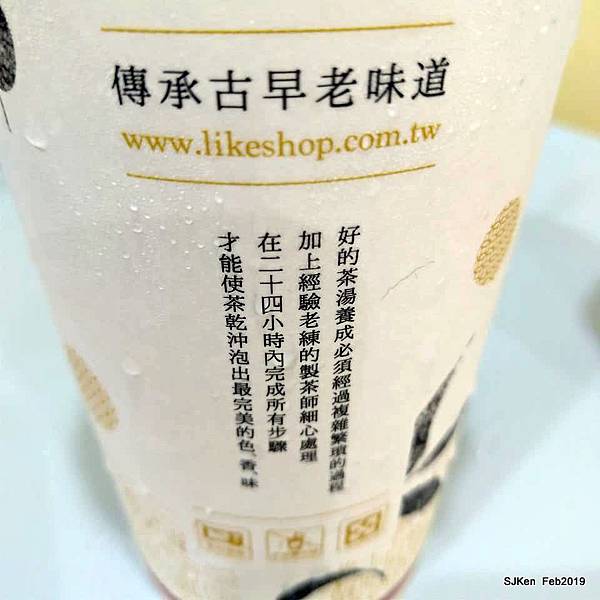 傳承古早老味道
www.likeshop.com.tw
好的茶湯養成必須經過複雜繁瑣的過程
加上經驗老練的製茶師細心處理
在二十四小時內完成所有步驟
才能使茶乾沖泡出最完美的色、香、味
SJKen Feb2019